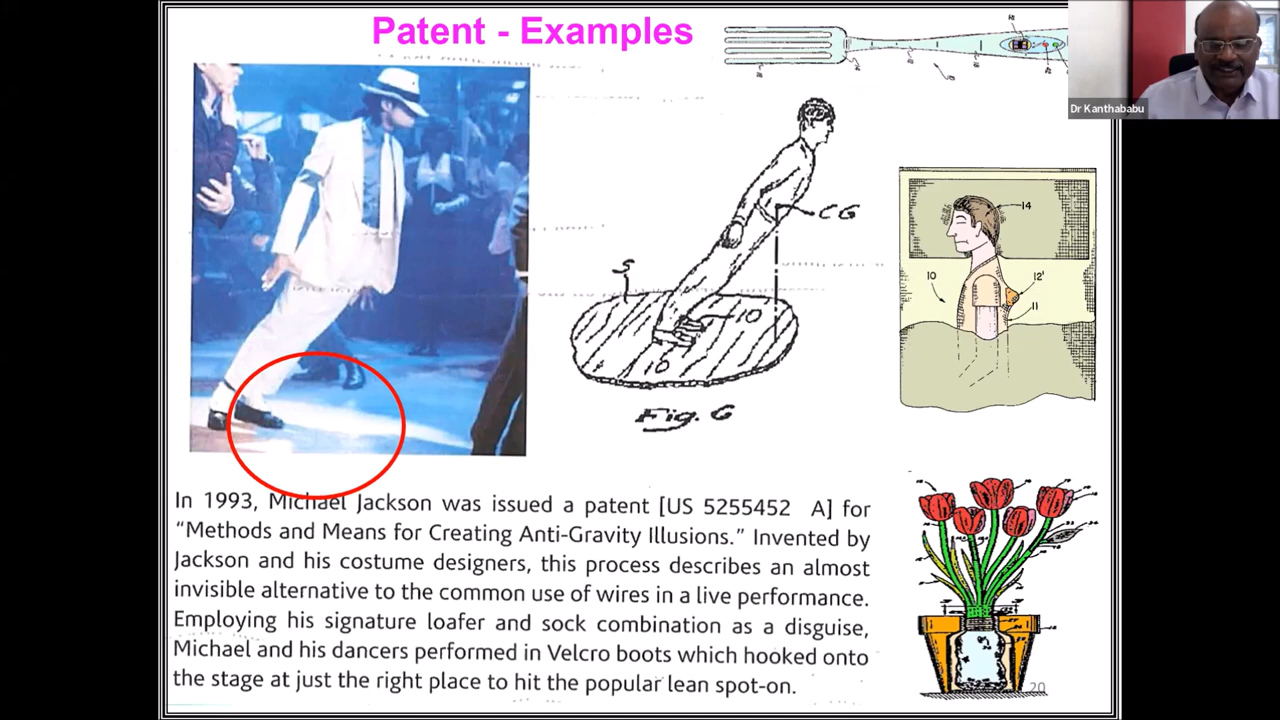 Patent - Examples
Dr Kanthababu
CG
S
10
10
Fig. 6
14
10
12'
11
In 1993, Michael Jackson was issued a patent [US 5255452 A] for
“Methods and Means for Creating Anti-Gravity Illusions.” Invented by
Jackson and his costume designers, this process describes an almost
invisible alternative to the common use of wires in a live performance.
Employing his signature loafer and sock combination as a disguise,
Michael and his dancers performed in Velcro boots which hooked onto
the stage at just the right place to hit the popular lean spot-on.
20